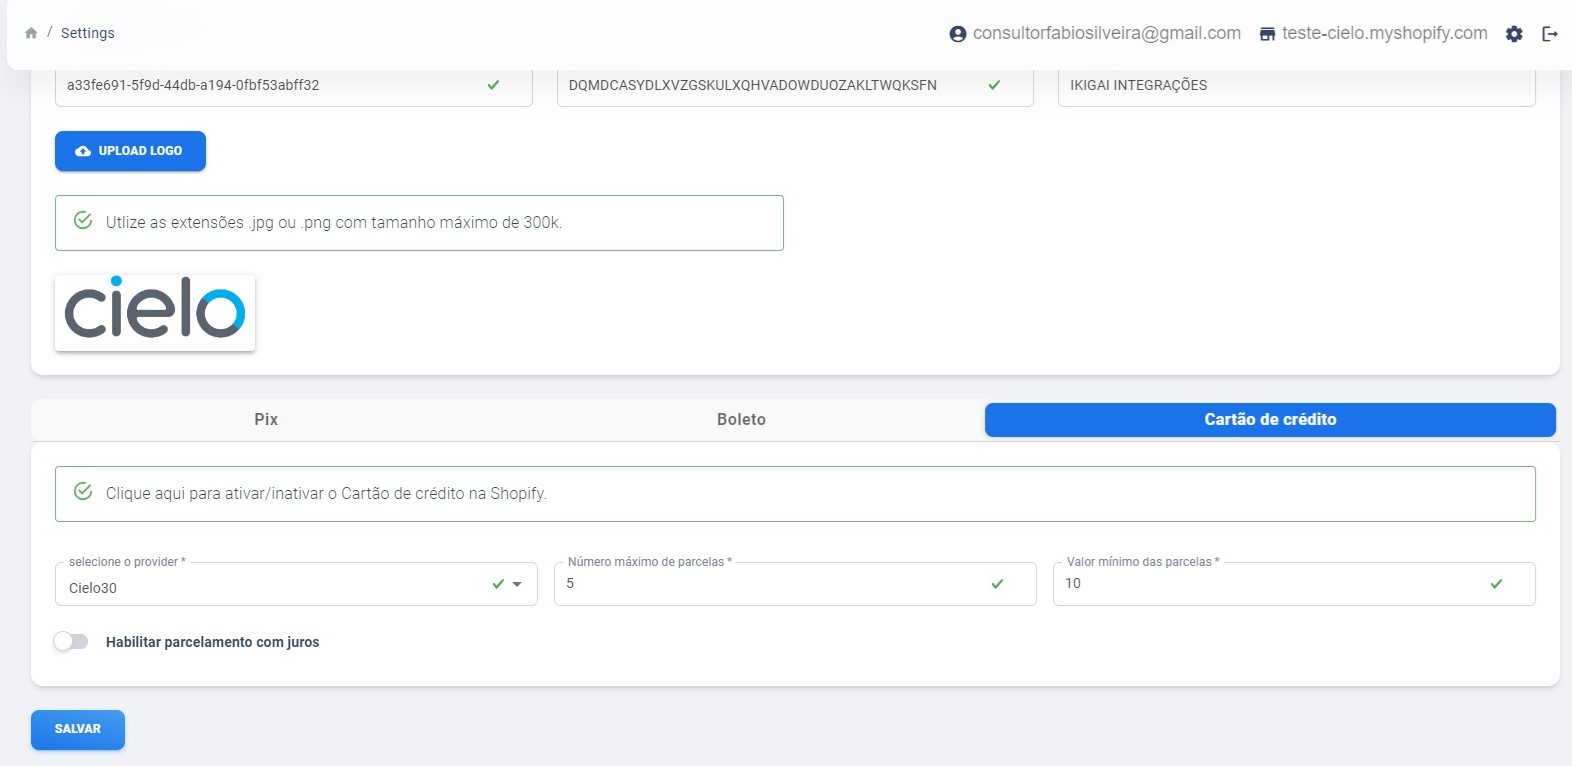 / Settings
consultorfabiosilveira@gmail.com teste-cielo.myshopify.com
a33fe691-5f9d-44db-a194-0fbf53abff32
DQMDCASYDLXVZGSKULXQHVADOWDUOZAKLTWQKSFN
IKIGAI INTEGRAÇÕES
UPLOAD LOGO
Utlize as extensões .jpg ou .png com tamanho máximo de 300k.
cielo
Pix
Boleto
Cartão de crédito
Clique aqui para ativar/inativar o Cartão de crédito na Shopify.
selecione o provider *
Cielo30
Número máximo de parcelas *
5
Valor mínimo das parcelas *
10
Habilitar parcelamento com juros
SALVAR